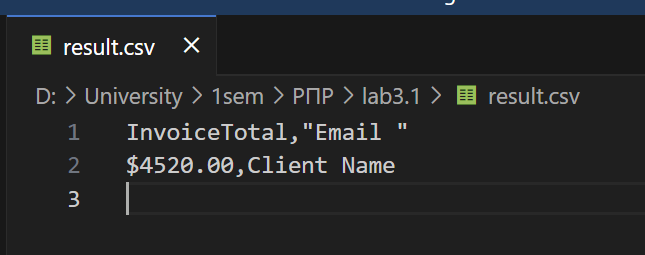 result.csv ×
D: > University > 1sem > РПР > lab3.1 > result.csv
1 InvoiceTotal,"Email "
2 $4520.00,Client Name
3